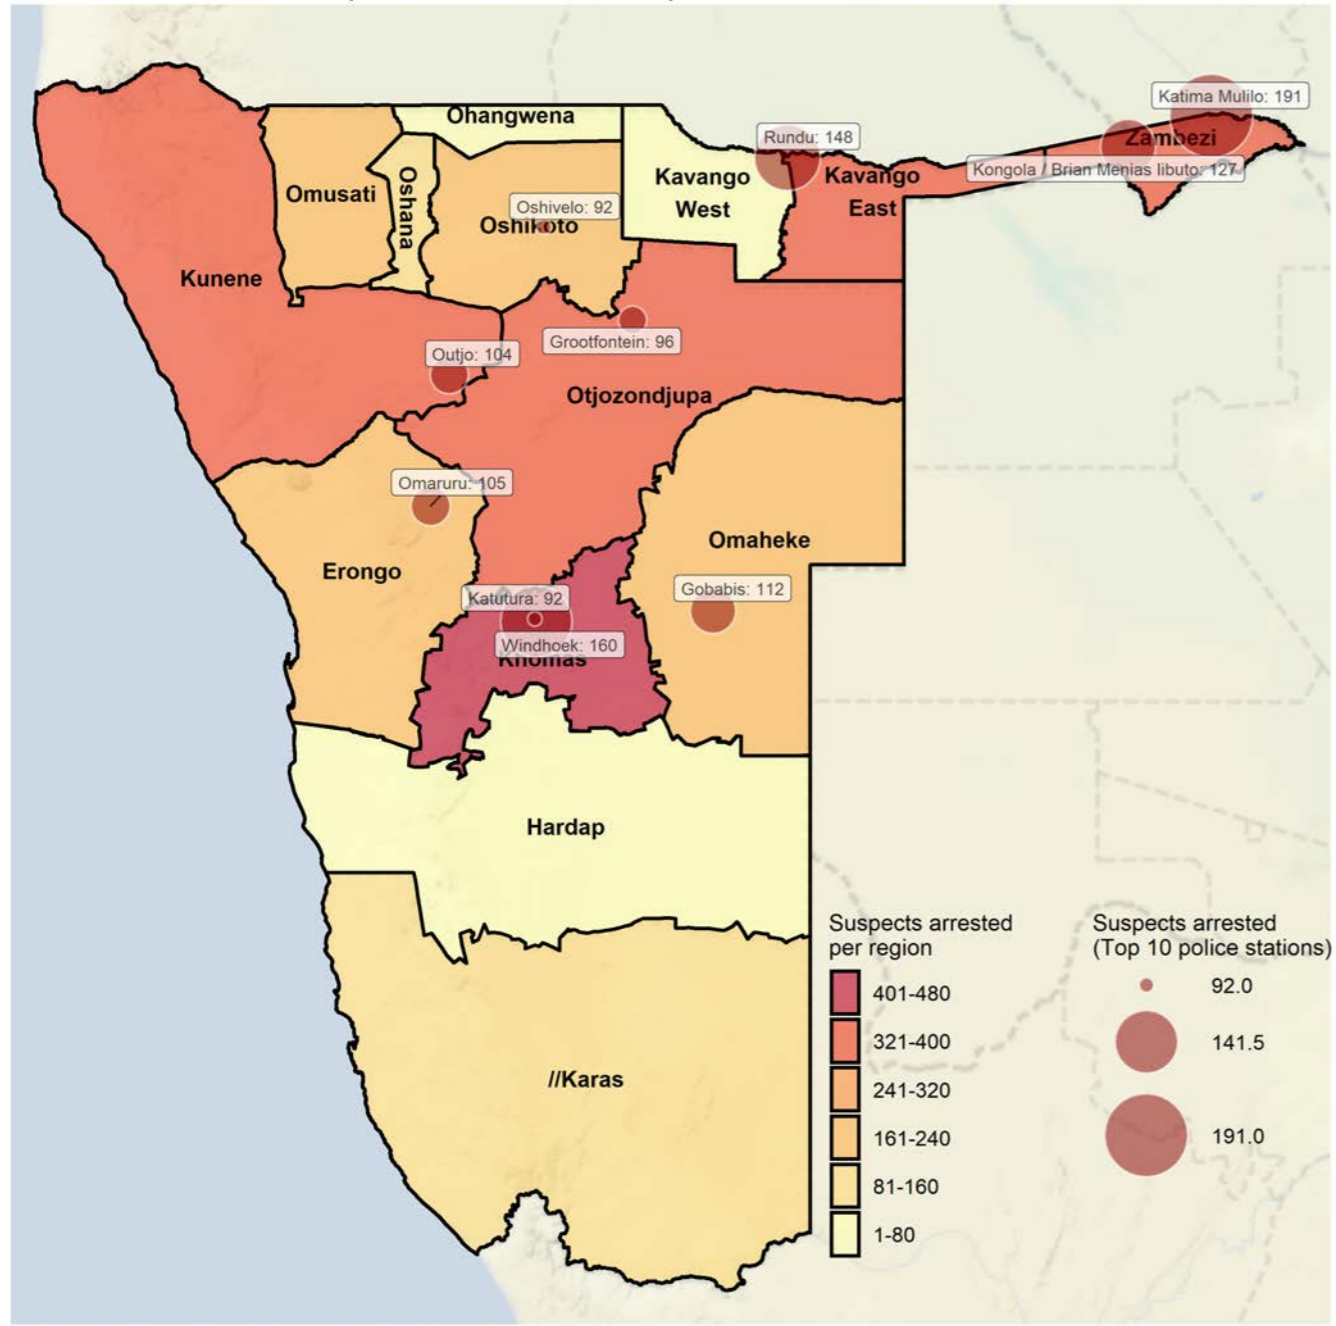 Katima Mulilo: 191
Ohangwena
Rundu: 148
Zambezi
Kongola / Brian Menias libuto: 127
Kavango
West
Kavango
East
Omusati
Oshana
Oshivelo: 92
Oshikoto
Kunene
Grootfontein: 96
Outjo: 104
Otjozondjupa
Omaruru: 105
Omaheke
Erongo
Gobabis: 112
Katutura: 92
Windhoek: 160
Khomas
Hardap
Suspects arrested
per region
401-480
321-400
241-320
161-240
81-160
1-80
Suspects arrested
(Top 10 police stations)
92.0
141.5
191.0
//Karas